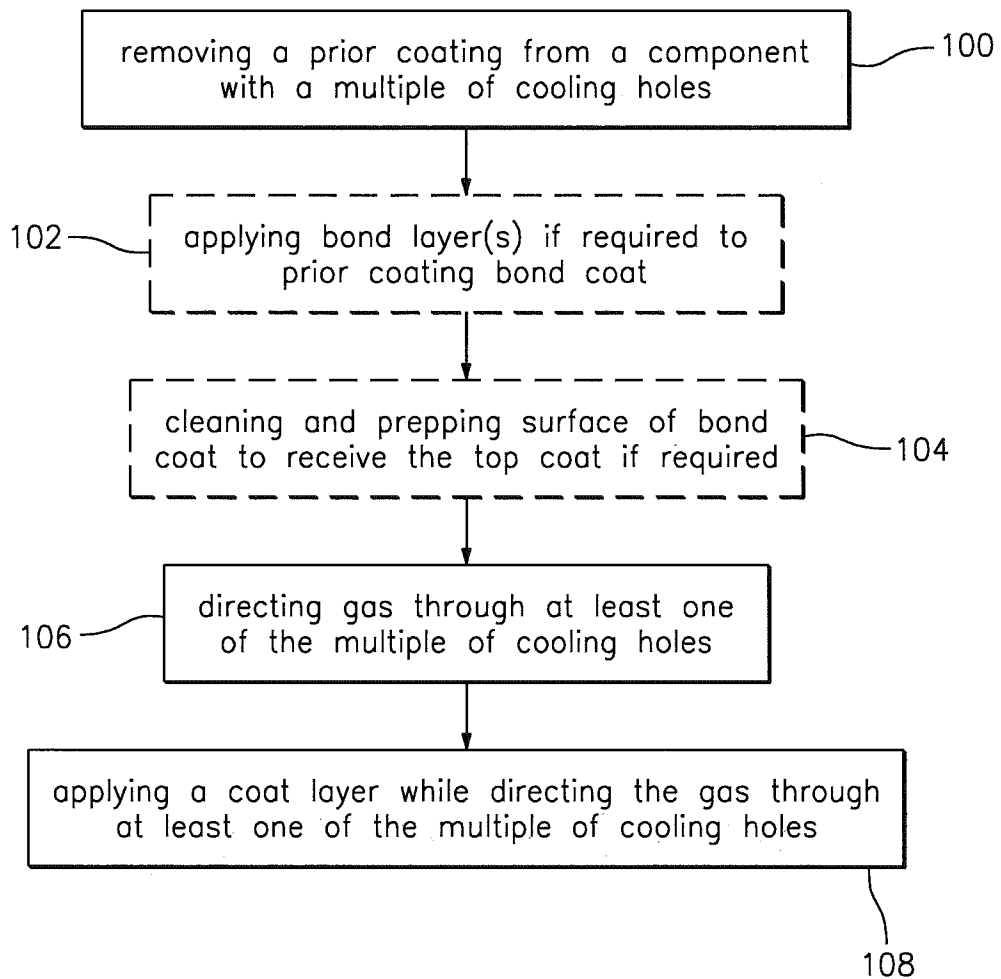 removing a prior coating from a component
with a multiple of cooling holes
100
102
applying bond layer(s) if required to
prior coating bond coat
cleaning and prepping surface of bond
coat to receive the top coat if required
104
directing gas through at least one
of the multiple of cooling holes
106
applying a coat layer while directing the gas through
at least one of the multiple of cooling holes
108